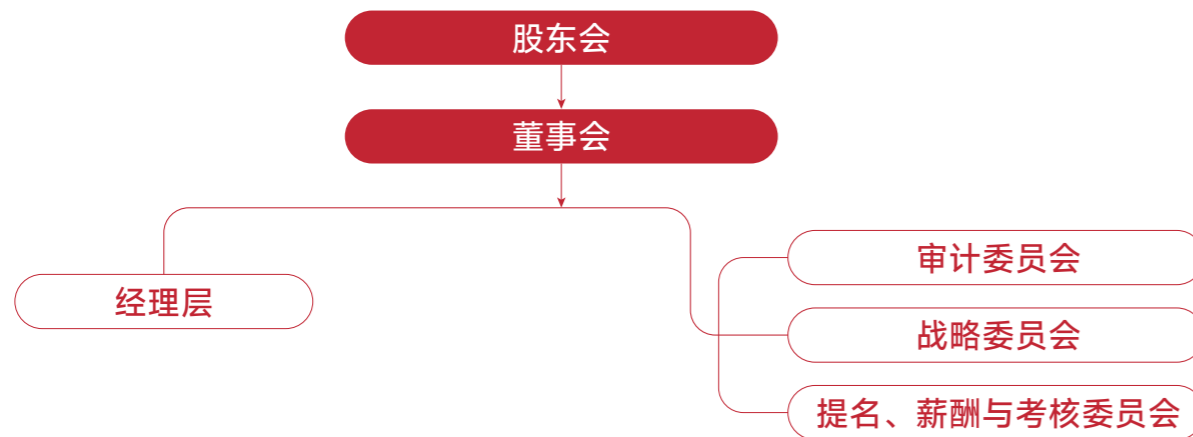 股东会
董事会
经理层
审计委员会
战略委员会
提名、薪酬与考核委员会